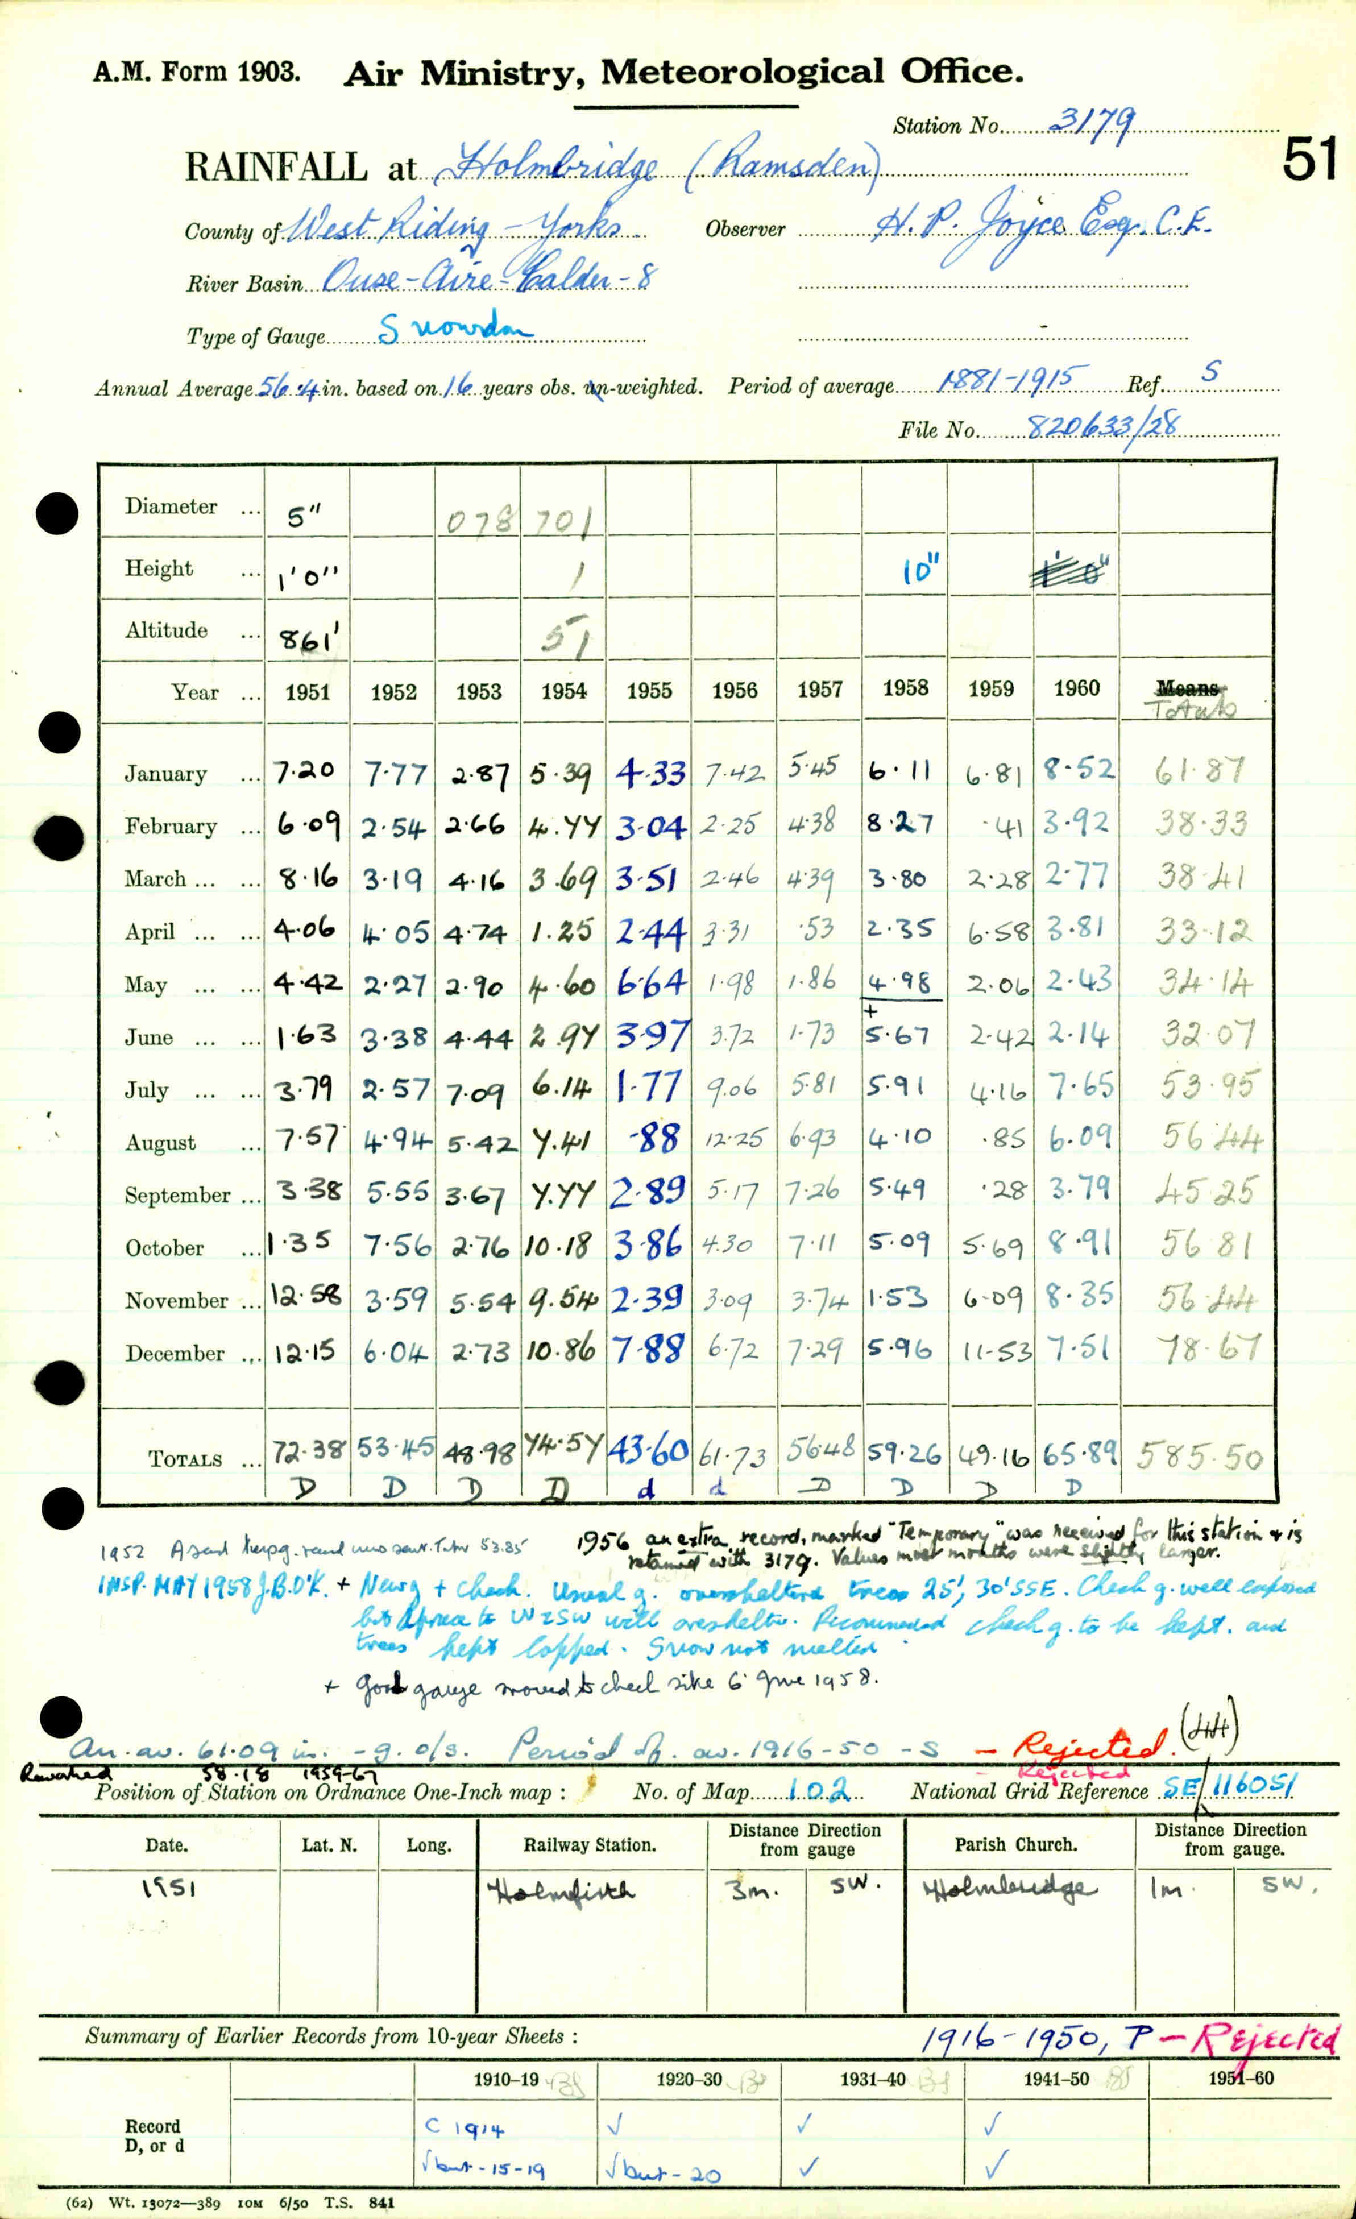 A.M. Form 1903. Air Ministry, Meteorological Office.
Station No. 3179
51
RAINFALL at Holmbridge (Ramsden)
County of West Riding - Yorks Observer H. P. Joyce Esq. C.E.
River Basin Ouse - Aire - Calder - 8
Type of Gauge Snowdon
Annual Average 56.4 in. based on 16 years obs. un-weighted. Period of average 1881-1915 Ref. S
File No. 820633/28
Diameter ... 5" 078 701
Height ... 1'0" 1 10" 1'0"
Altitude ... 861' 51
Year ... 1951 1952 1953 1954 1955 1956 1957 1958 1959 1960 Means
Totals
January ... 7.20 7.77 2.87 5.39 4.33 7.42 5.45 6.11 6.81 8.52 61.87
February ... 6.09 2.54 2.66 4.77 3.04 2.25 4.38 8.27 .41 3.92 38.33
March ... ... 8.16 3.19 4.16 3.69 3.51 2.46 4.39 3.80 2.28 2.77 38.41
April ... ... 4.06 4.05 4.74 1.25 2.44 3.31 .53 2.35 6.58 3.81 33.12
May ... ... 4.42 2.27 2.90 4.60 6.64 1.98 1.86 4.98 2.06 2.43 34.14
June ... ... 1.63 3.38 4.44 2.97 3.97 3.72 1.73 +5.67 2.42 2.14 32.07
July ... ... 3.79 2.57 7.09 6.14 1.77 9.06 5.81 5.91 4.16 7.65 53.95
August ... 7.57 4.94 5.42 7.41 .88 12.25 6.93 4.10 .85 6.09 56.44
September ... 3.38 5.55 3.67 7.77 2.89 5.17 7.26 5.49 .28 3.79 45.25
October ... 1.35 7.56 2.76 10.18 3.86 4.30 7.11 5.09 5.69 8.91 56.81
November ... 12.58 3.59 5.54 9.54 2.39 3.09 3.74 1.53 6.09 8.35 56.44
December ... 12.15 6.04 2.73 10.86 7.88 6.72 7.29 5.96 11.53 7.51 78.67
TOTALS ... 72.38 53.45 48.98 74.57 43.60 61.73 56.48 59.26 49.16 65.89 585.50
D D D D d d D D D D
1956 an extra record, marked "Temporary" was received for this station & is
retained with 3179. Values most months were slightly larger.
1952 53.85
INSP. MAY 1958 J.B.O'K. + New g + check. Usual g. oversheltered trees 25', 30' SSE. Check g. well exposed
but to W & SW will Recommended check g. to be kept. and
trees kept lopped. Snow not melted.
+ Good gauge moved to check site 6 June 1958.
An. av. 61.09 in. - g. o/s. Period of av. 1916-50 - S - Rejected. (44)
Reworked 58.18 1959-67 - Rejected
Position of Station on Ordnance One-Inch map : No. of Map 102 National Grid Reference SE/116051
Date. Lat. N. Long. Railway Station. Distance from gauge Direction Parish Church. Distance Direction from gauge.
1951 Holmfirth 3m. SW. Holmbridge 1m. SW.
Summary of Earlier Records from 10-year Sheets : 1916-1950, P - Rejected
1910–19 1920–30 1931–40 1941–50 1951–60
Record C 1914 ✓ ✓ ✓
D, or d ✓ but - 15-19 ✓ but - 20 ✓ ✓
(62) Wt. 13072—389 10M 6/50 T.S. 841